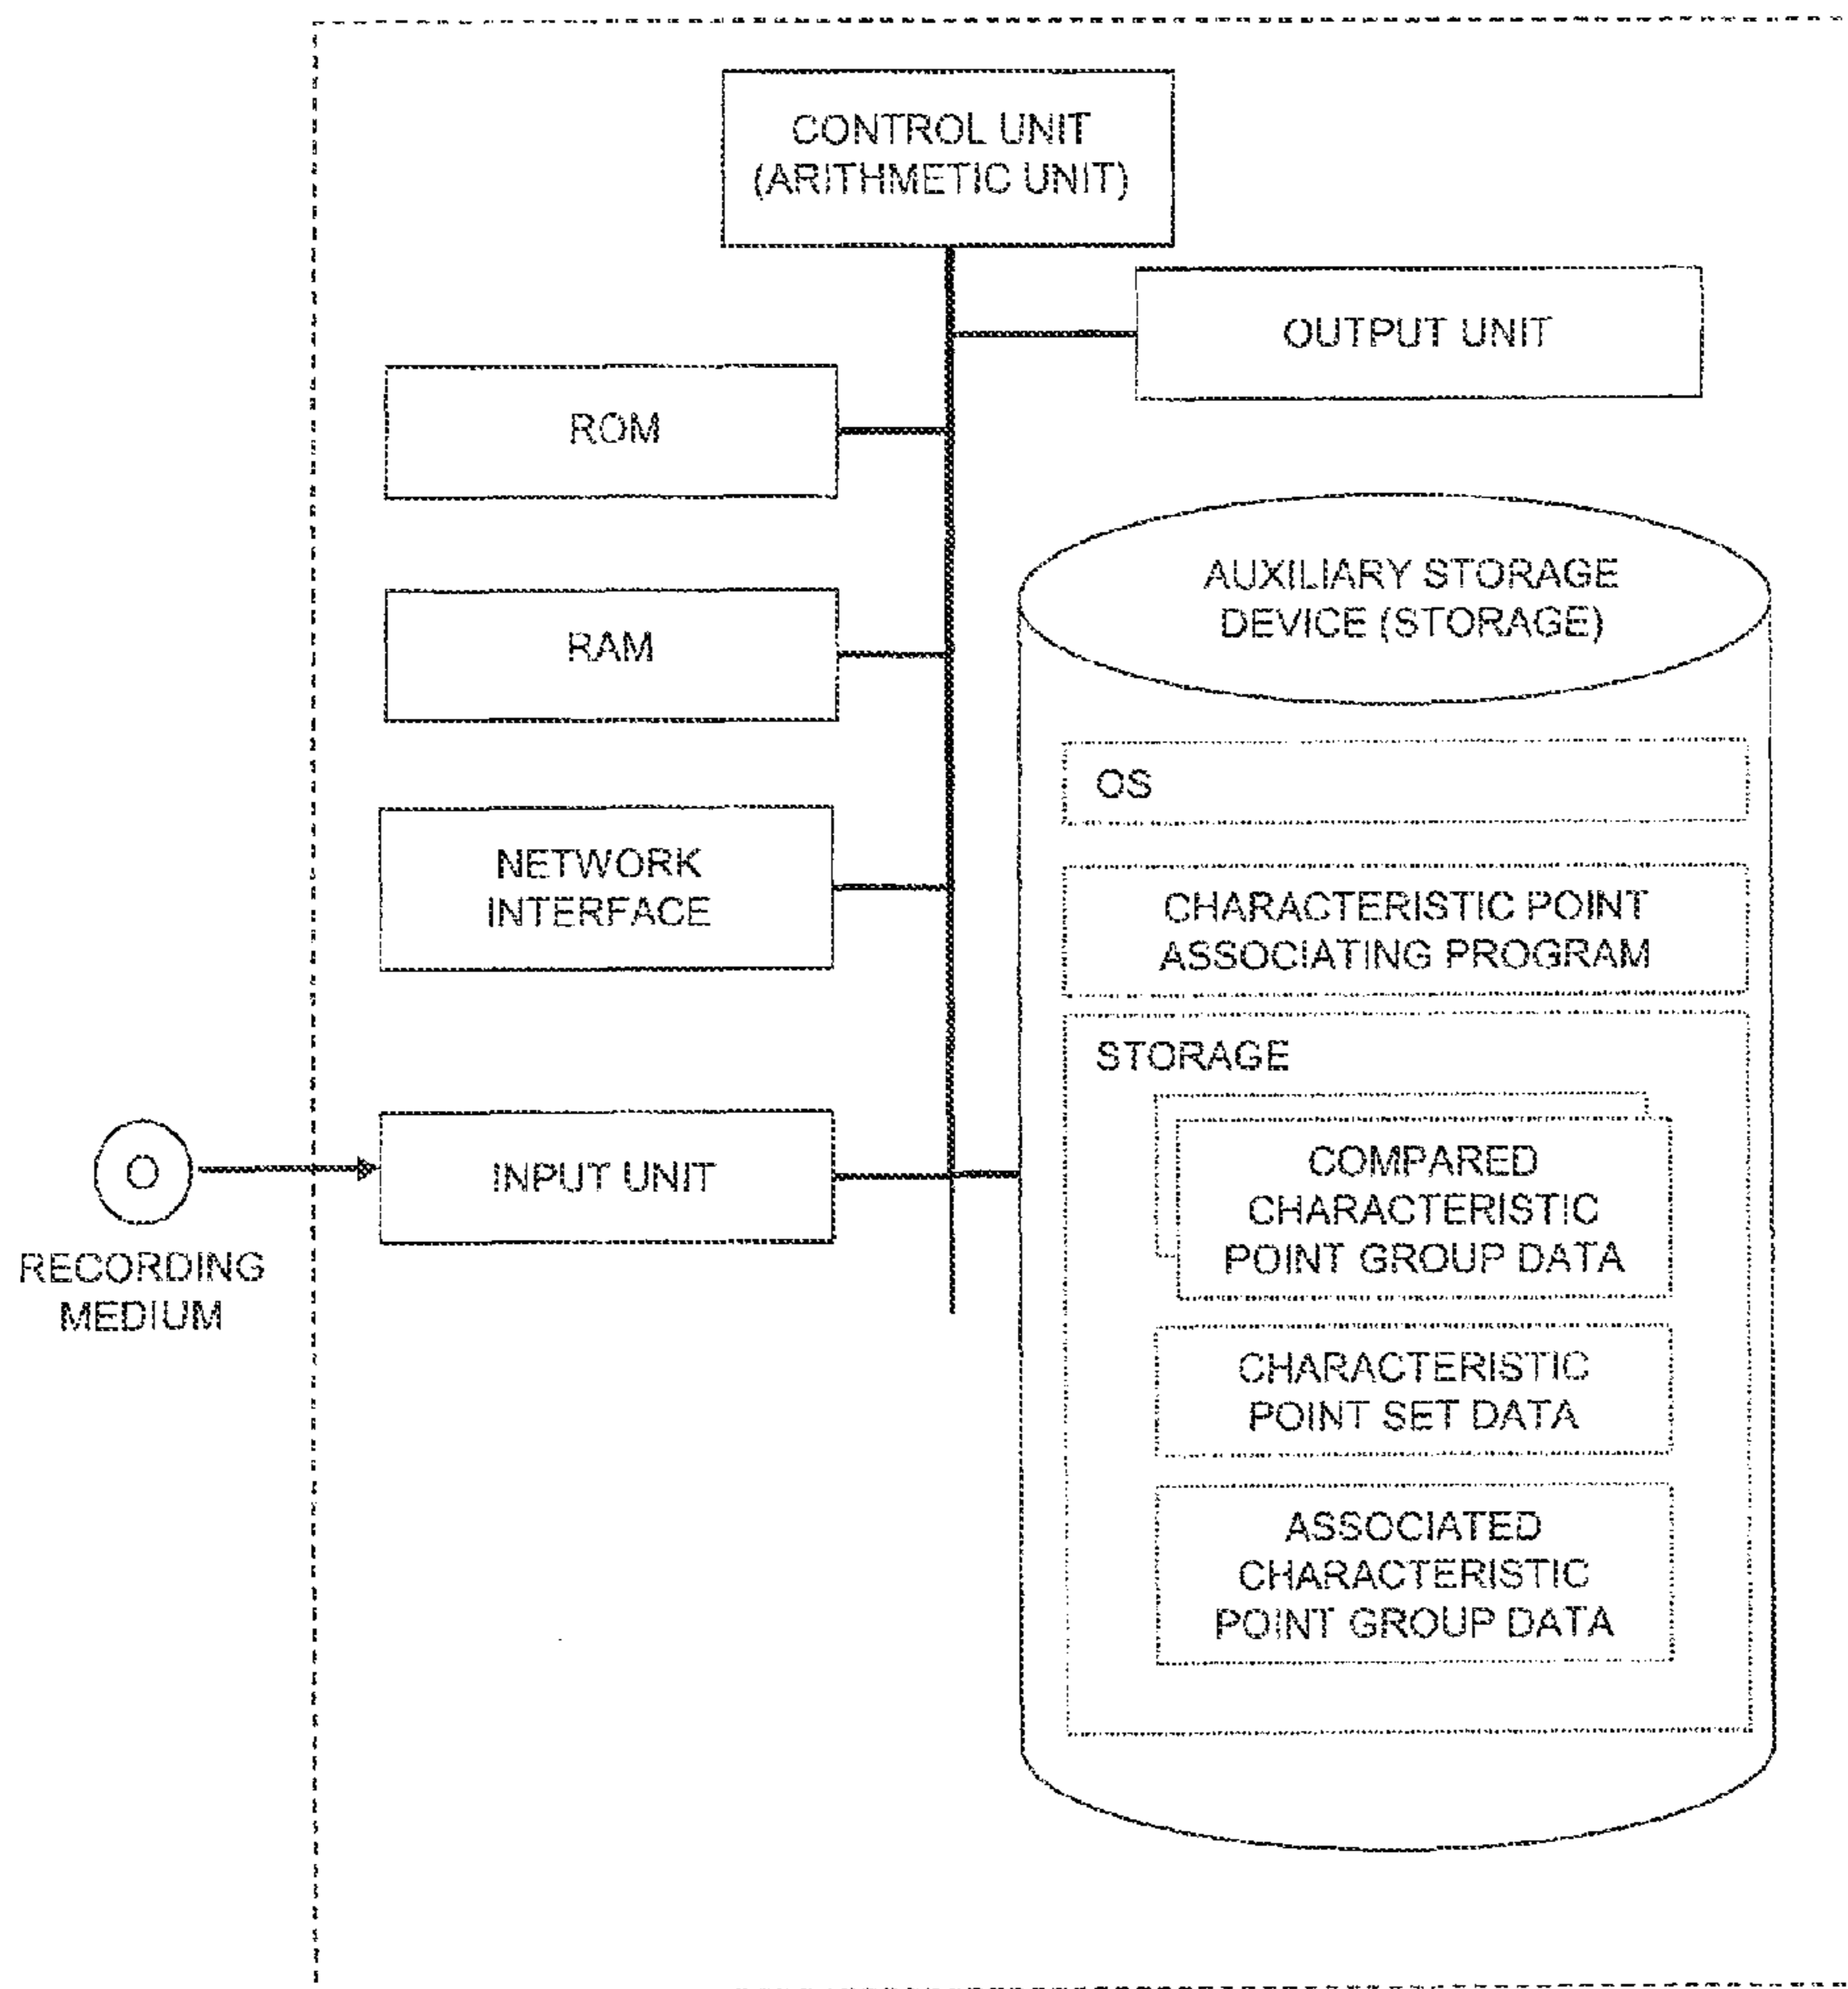 CONTROL UNIT
(ARITHMETIC UNIT)
OUTPUT UNIT
ROM
RAM
NETWORK
INTERFACE
INPUT UNIT
RECORDING
MEDIUM
AUXILIARY STORAGE
DEVICE (STORAGE)
OS
CHARACTERISTIC POINT
ASSOCIATING PROGRAM
STORAGE
COMPARED
CHARACTERISTIC
POINT GROUP DATA
CHARACTERISTIC
POINT SET DATA
ASSOCIATED
CHARACTERISTIC
POINT GROUP DATA